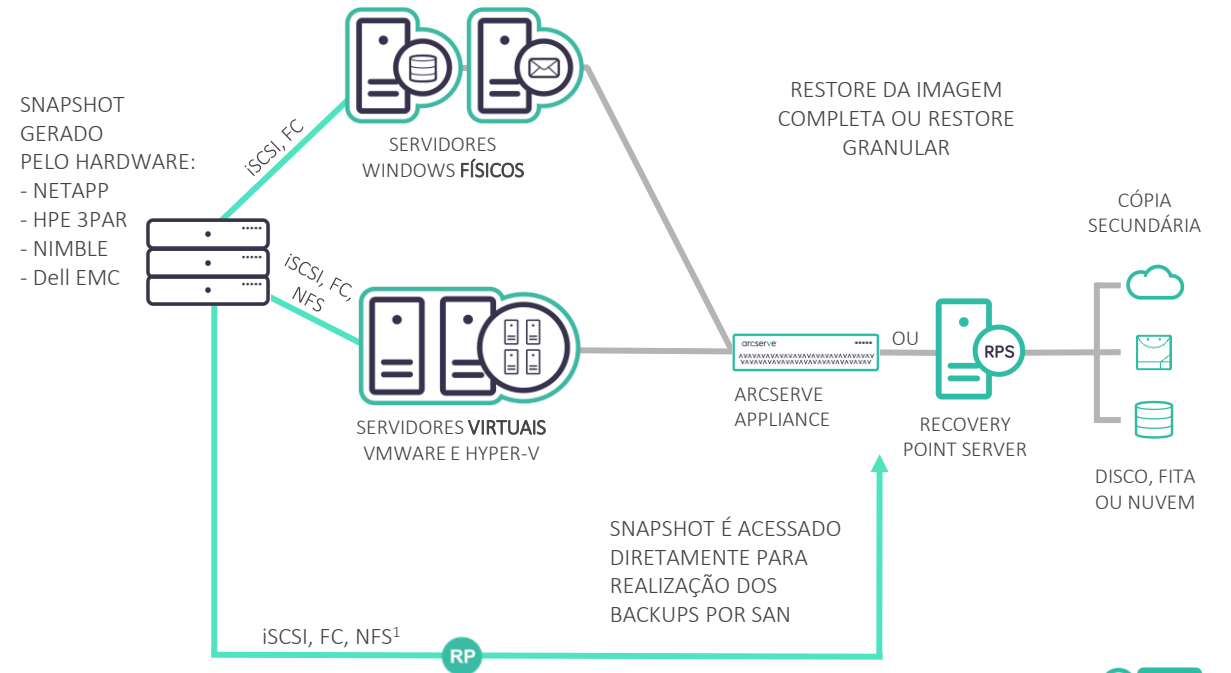 SNAPSHOT
GERADO
PELO HARDWARE:
- NETAPP
- HPE 3PAR
- NIMBLE
- Dell EMC
iSCSI, FC
SERVIDORES
WINDOWS FÍSICOS
iSCSI, FC,
NFS
SERVIDORES VIRTUAIS
VMWARE E HYPER-V
RESTORE DA IMAGEM
COMPLETA OU RESTORE
GRANULAR
arcserve
ARCSERVE
APPLIANCE
OU
RPS
RECOVERY
POINT SERVER
CÓPIA
SECUNDÁRIA
DISCO, FITA
OU NUVEM
SNAPSHOT É ACESSADO
DIRETAMENTE PARA
REALIZAÇÃO DOS
BACKUPS POR SAN
iSCSI, FC, NFS¹
RP